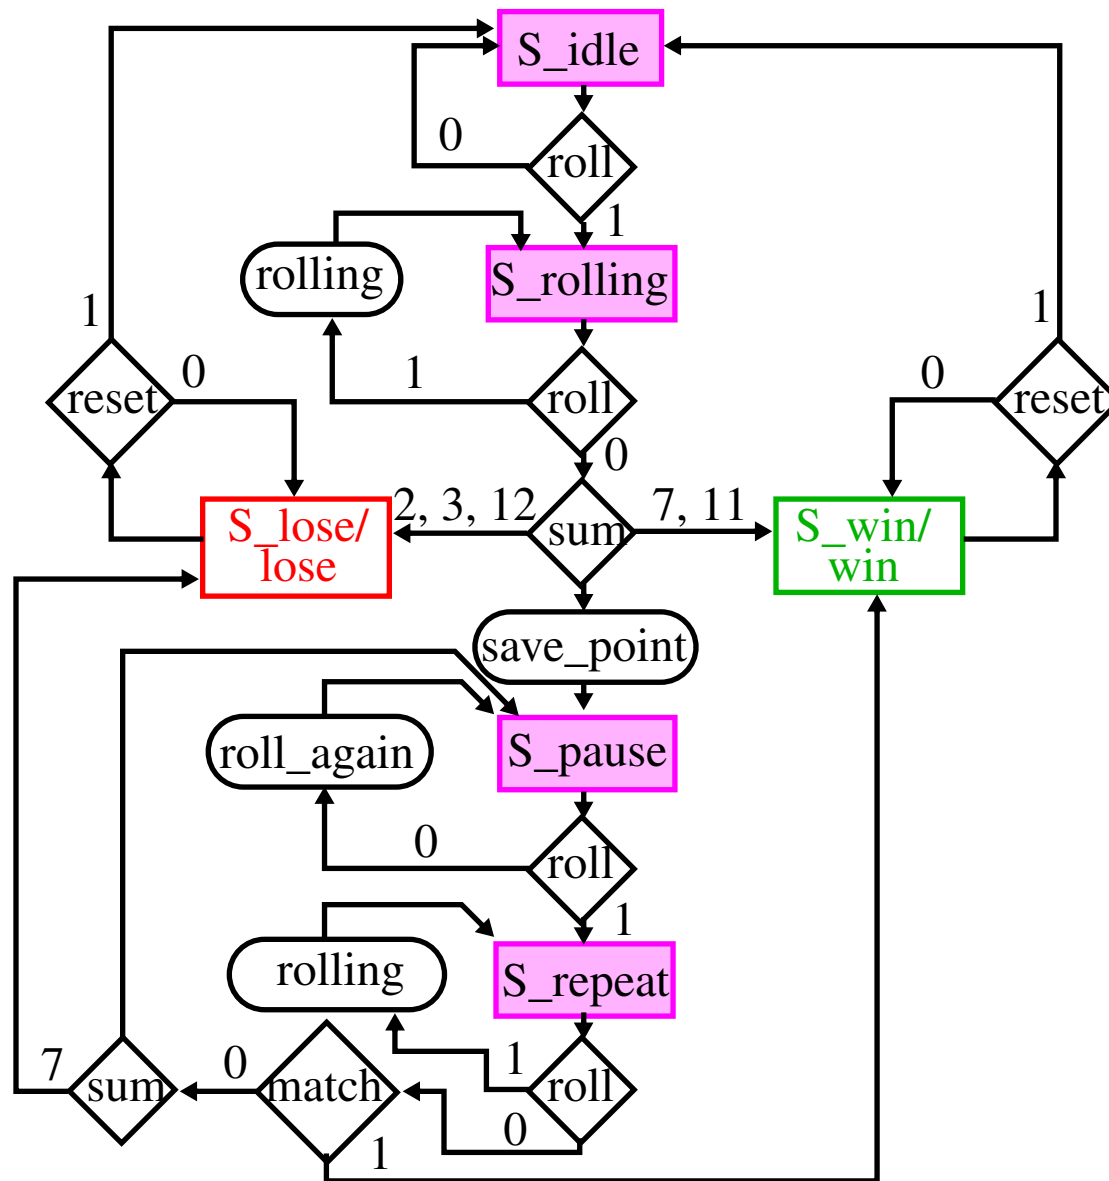 S_idle
0
roll
1
rolling
S_rolling
1
1
0
1
0
reset
roll
reset
0
2, 3, 12
7, 11
S_lose/
lose
sum
S_win/
win
save_point
roll_again
S_pause
0
roll
1
rolling
S_repeat
7
0
1
sum
match
roll
0
1